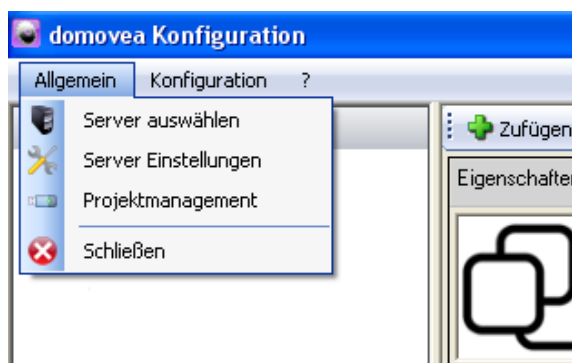 domovea Konfiguration
Allgemein Konfiguration ?
Server auswählen
Server Einstellungen
Projektmanagement
Schließen
Zufügen
Eigenschaften